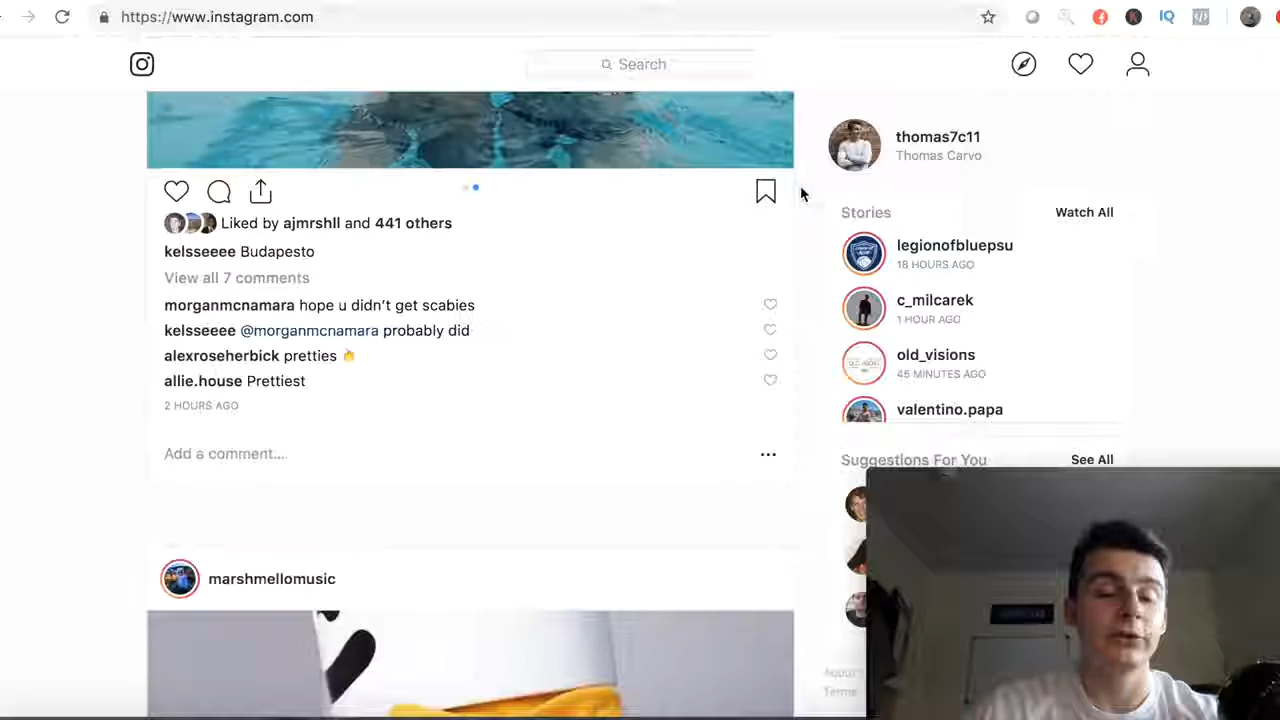 https://www.instagram.com
IQ
Search
thomas7c11
Thomas Carvo
Liked by ajmrshll and 441 others
kelsseeee Budapesto
View all 7 comments
morganmcnamara hope u didn't get scabies
kelsseeee @morganmcnamara probably did
alexroseherbick pretties 👏
allie.house Prettiest
2 HOURS AGO
Add a comment...
Stories
Watch All
legionofbluepsu
18 HOURS AGO
c_milcarek
1 HOUR AGO
old_visions
45 MINUTES AGO
valentino.papa
Suggestions For You
See All
marshmellomusic
About
Terms